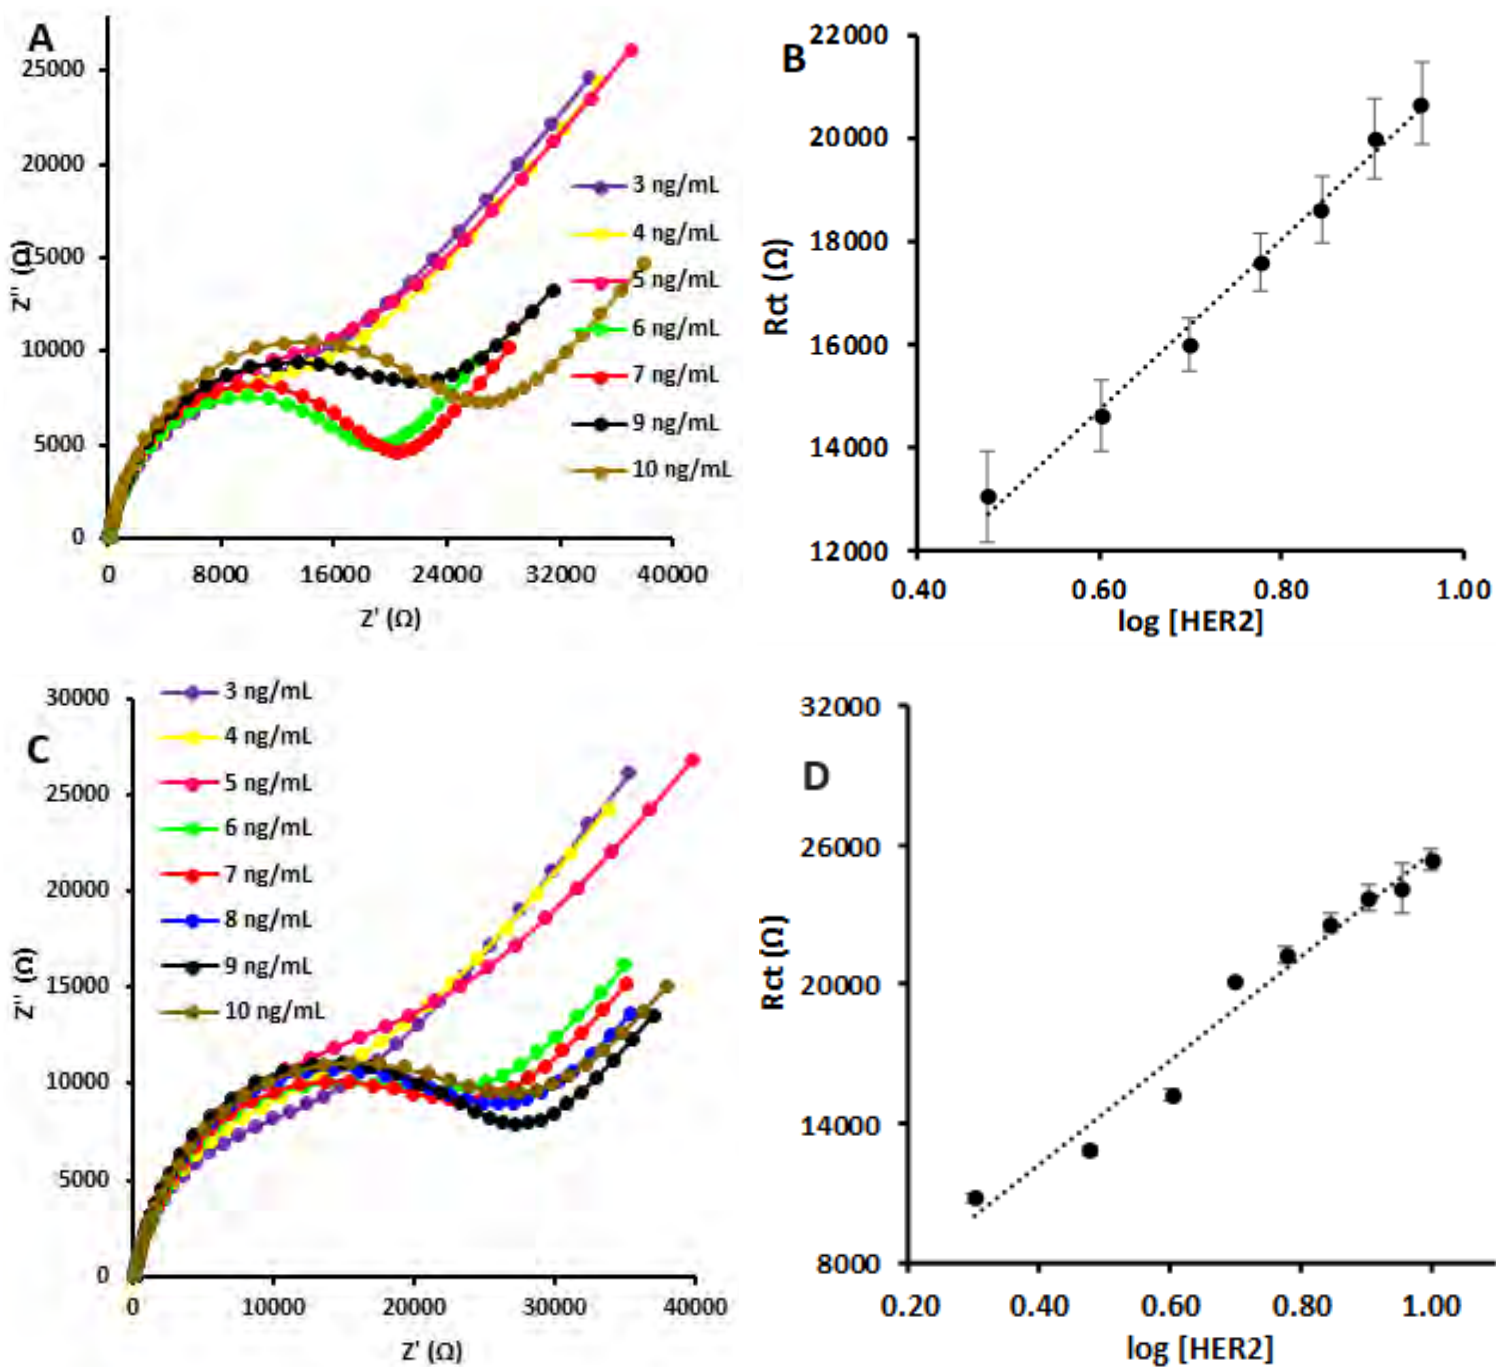 A
25000
20000
15000
10000
5000
0
Z'' (Ω)
0 8000 16000 24000 32000 40000
Z' (Ω)
3 ng/mL
4 ng/mL
5 ng/mL
6 ng/mL
7 ng/mL
9 ng/mL
10 ng/mL
B
22000
20000
18000
16000
14000
12000
Rct (Ω)
0.40 0.60 0.80 1.00
log [HER2]
C
30000
25000
20000
15000
10000
5000
0
Z'' (Ω)
0 10000 20000 30000 40000
Z' (Ω)
3 ng/mL
4 ng/mL
5 ng/mL
6 ng/mL
7 ng/mL
8 ng/mL
9 ng/mL
10 ng/mL
D
32000
26000
20000
14000
8000
Rct (Ω)
0.20 0.40 0.60 0.80 1.00
log [HER2]